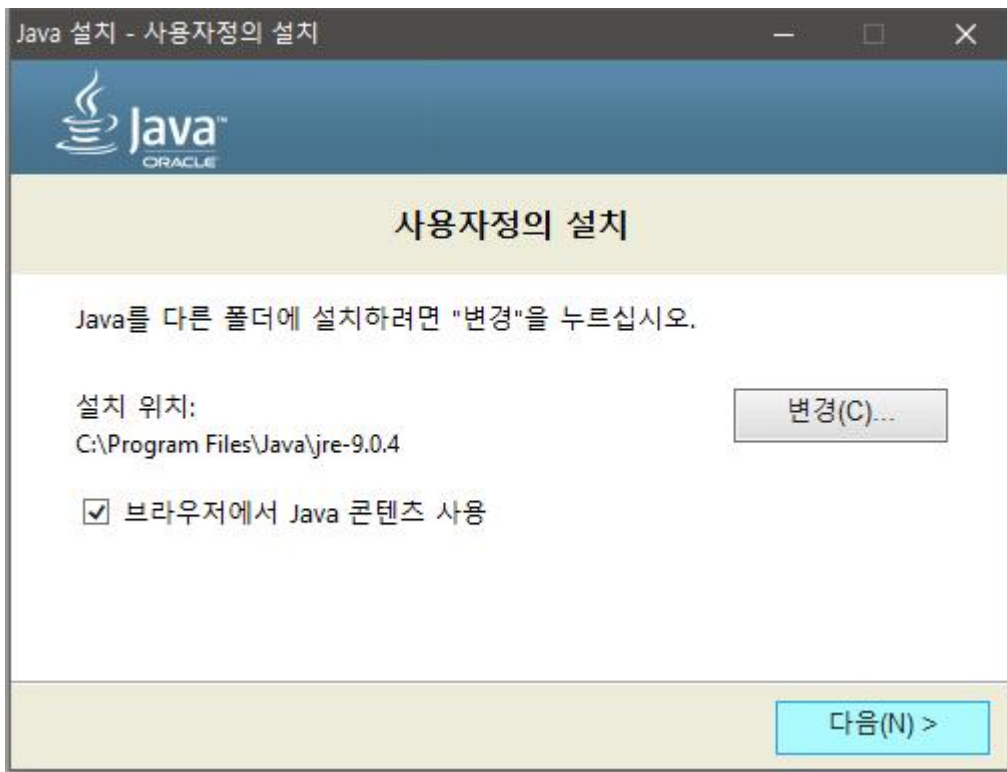 Java 설치 - 사용자정의 설치
Java™
ORACLE
사용자정의 설치
Java를 다른 폴더에 설치하려면 "변경"을 누르십시오.
설치 위치:
변경(C)...
C:\Program Files\Java\jre-9.0.4
브라우저에서 Java 콘텐츠 사용
다음(N) >